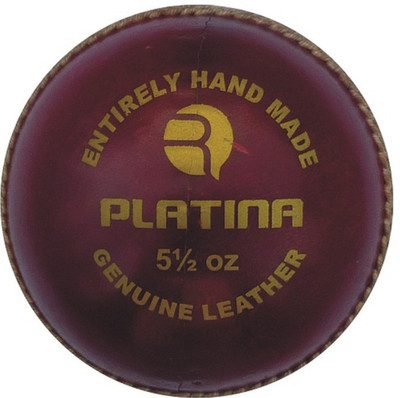 ENTIRELY HAND MADE
R
PLATINA
5½ OZ
GENUINE LEATHER